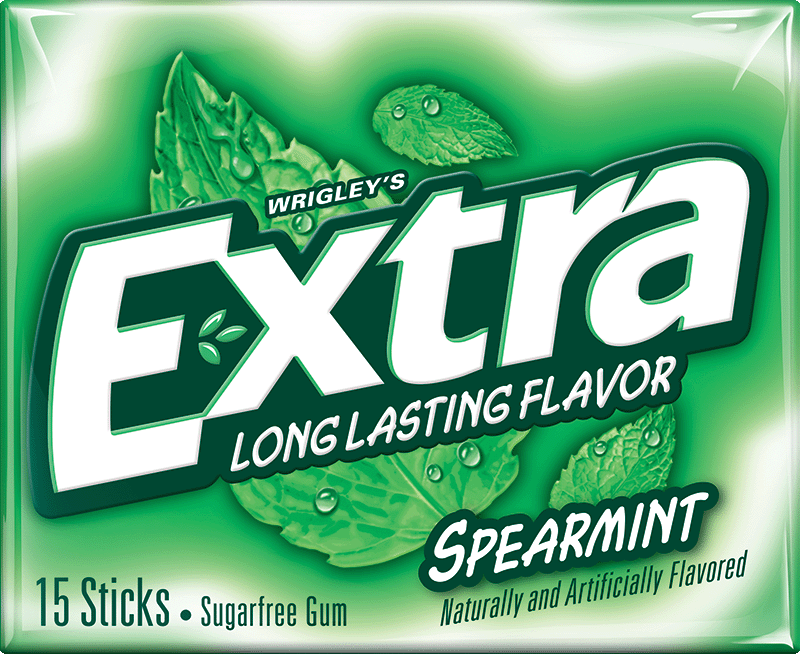 WRIGLEY'S
Extra
LONG LASTING FLAVOR
SPEARMINT
Naturally and Artificially Flavored
15 Sticks • Sugarfree Gum